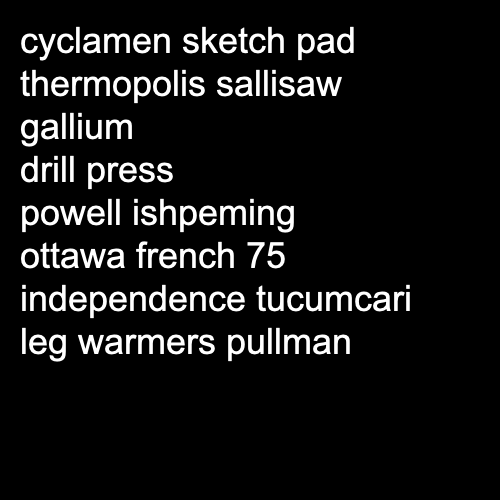 cyclamen sketch pad
thermopolis sallisaw
gallium
drill press
powell ishpeming
ottawa french 75
independence tucumcari
leg warmers pullman